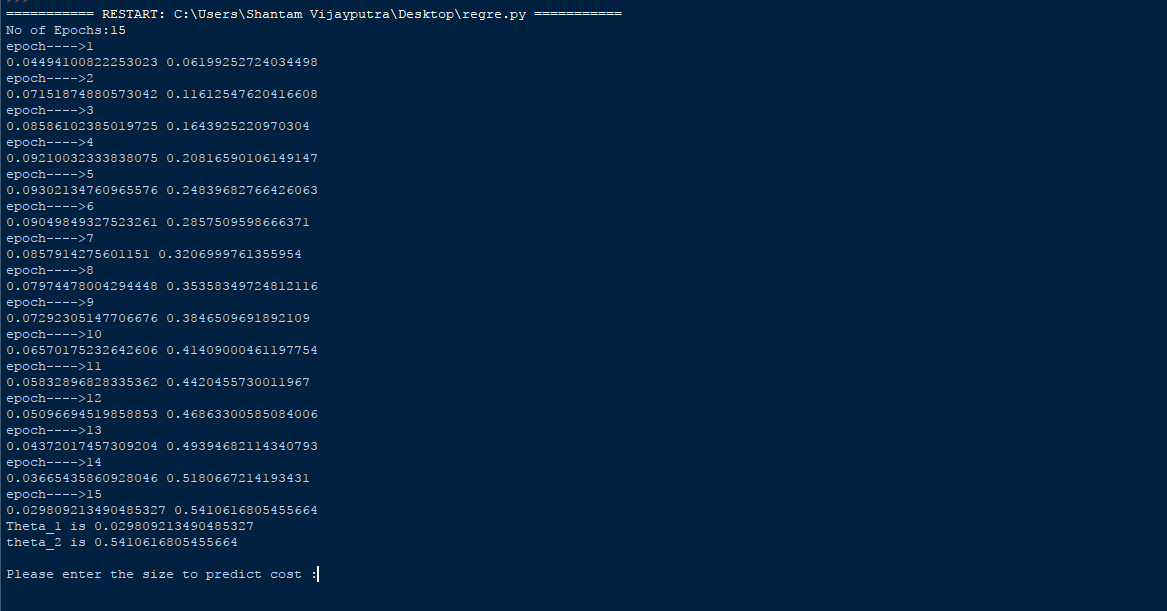 =========== RESTART: C:\Users\Shantam Vijayputra\Desktop\regre.py ===========
No of Epochs:15
epoch---->1
0.04494100822253023 0.06199252724034498
epoch---->2
0.07151874880573042 0.11612547620416608
epoch---->3
0.08586102385019725 0.1643925220970304
epoch---->4
0.09210032333838075 0.20816590106149147
epoch---->5
0.09302134760965576 0.24839682766426063
epoch---->6
0.09049849327523261 0.2857509598666371
epoch---->7
0.0857914275601151 0.3206999761355954
epoch---->8
0.07974478004294448 0.35358349724812116
epoch---->9
0.07292305147706676 0.3846509691892109
epoch---->10
0.06570175232642606 0.41409000461197754
epoch---->11
0.05832896828335362 0.4420455730011967
epoch---->12
0.05096694519858853 0.46863300585084006
epoch---->13
0.04372017457309204 0.49394682114340793
epoch---->14
0.03665435860928046 0.5180667214193431
epoch---->15
0.029809213490485327 0.5410616805455664
Theta_1 is 0.029809213490485327
theta_2 is 0.5410616805455664
Please enter the size to predict cost :